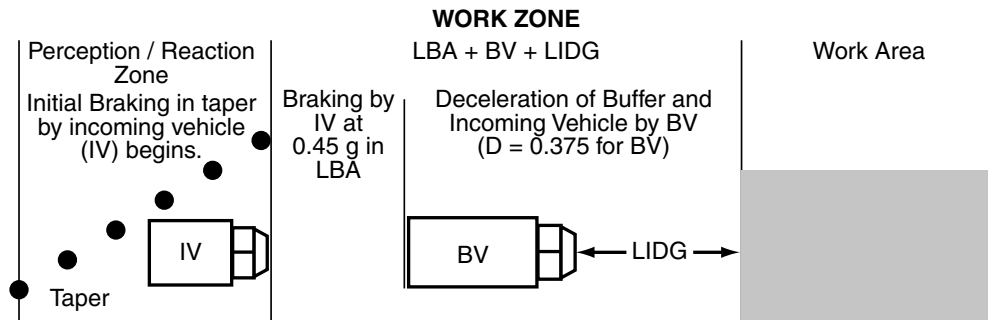 WORK ZONE
Perception / Reaction
Zone
Initial Braking in taper
by incoming vehicle
(IV) begins.
LBA + BV + LIDG
Braking by
IV at
0.45 g in
LBA
Deceleration of Buffer and
Incoming Vehicle by BV
(D = 0.375 for BV)
Work Area
IV
BV
LIDG
Taper